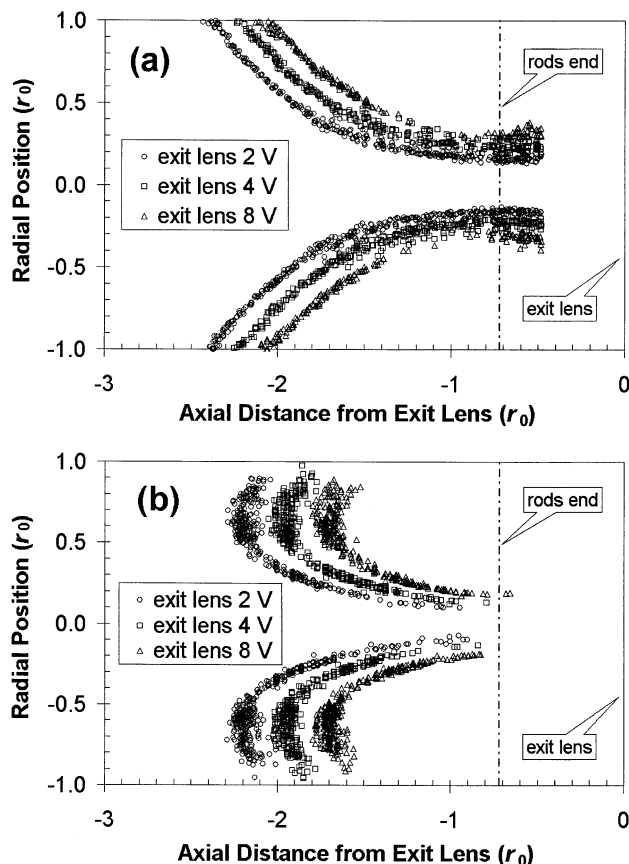 1.0
(a)
rods end
0.5
exit lens 2 V
exit lens 4 V
exit lens 8 V
0.0
Radial Position (r0)
-0.5
exit lens
-1.0
-3 -2 -1 0
Axial Distance from Exit Lens (r0)
1.0
(b)
rods end
0.5
exit lens 2 V
exit lens 4 V
exit lens 8 V
0.0
Radial Position (r0)
-0.5
exit lens
-1.0
-3 -2 -1 0
Axial Distance from Exit Lens (r0)